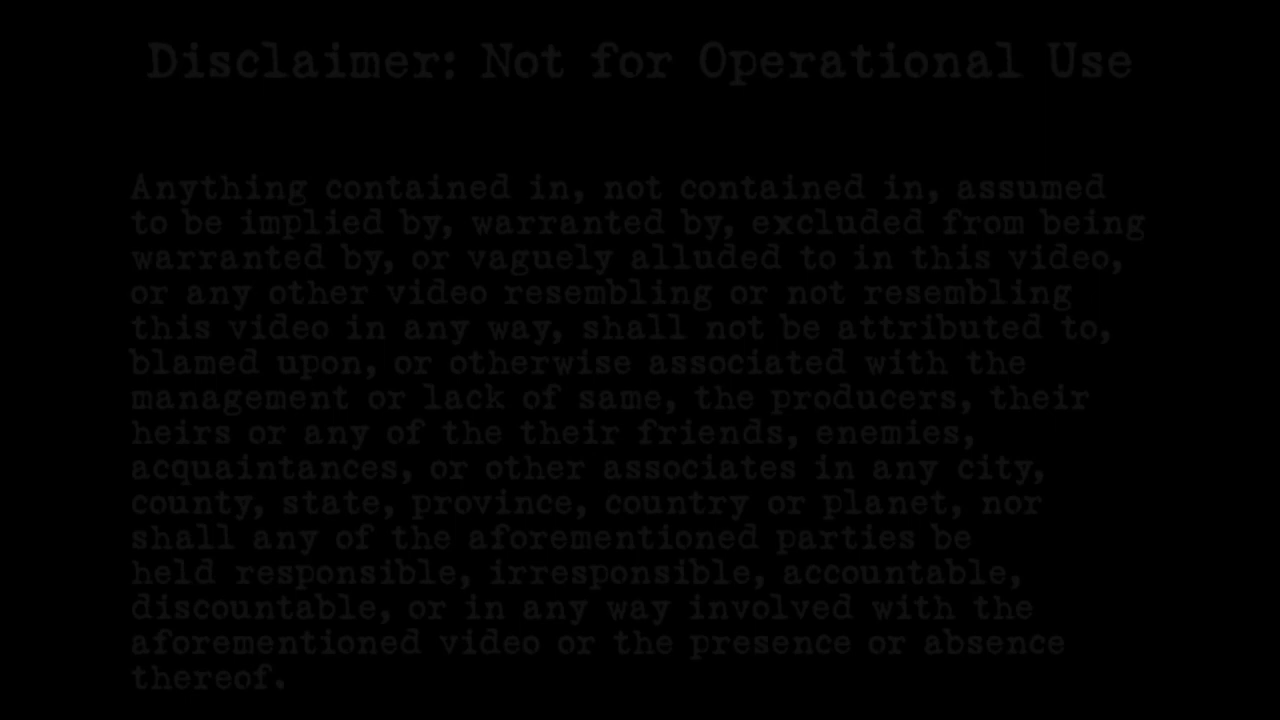 Disclaimer: Not for Operational Use
Anything contained in, not contained in, assumed
to be implied by, warranted by, excluded from being
warranted by, or vaguely alluded to in this video,
or any other video resembling or not resembling
this video in any way, shall not be attributed to,
blamed upon, or otherwise associated with the
management or lack of same, the producers, their
heirs or any of the their friends, enemies,
acquaintances, or other associates in any city,
county, state, province, country or planet, nor
shall any of the aforementioned parties be
held responsible, irresponsible, accountable,
discountable, or in any way involved with the
aforementioned video or the presence or absence
thereof.